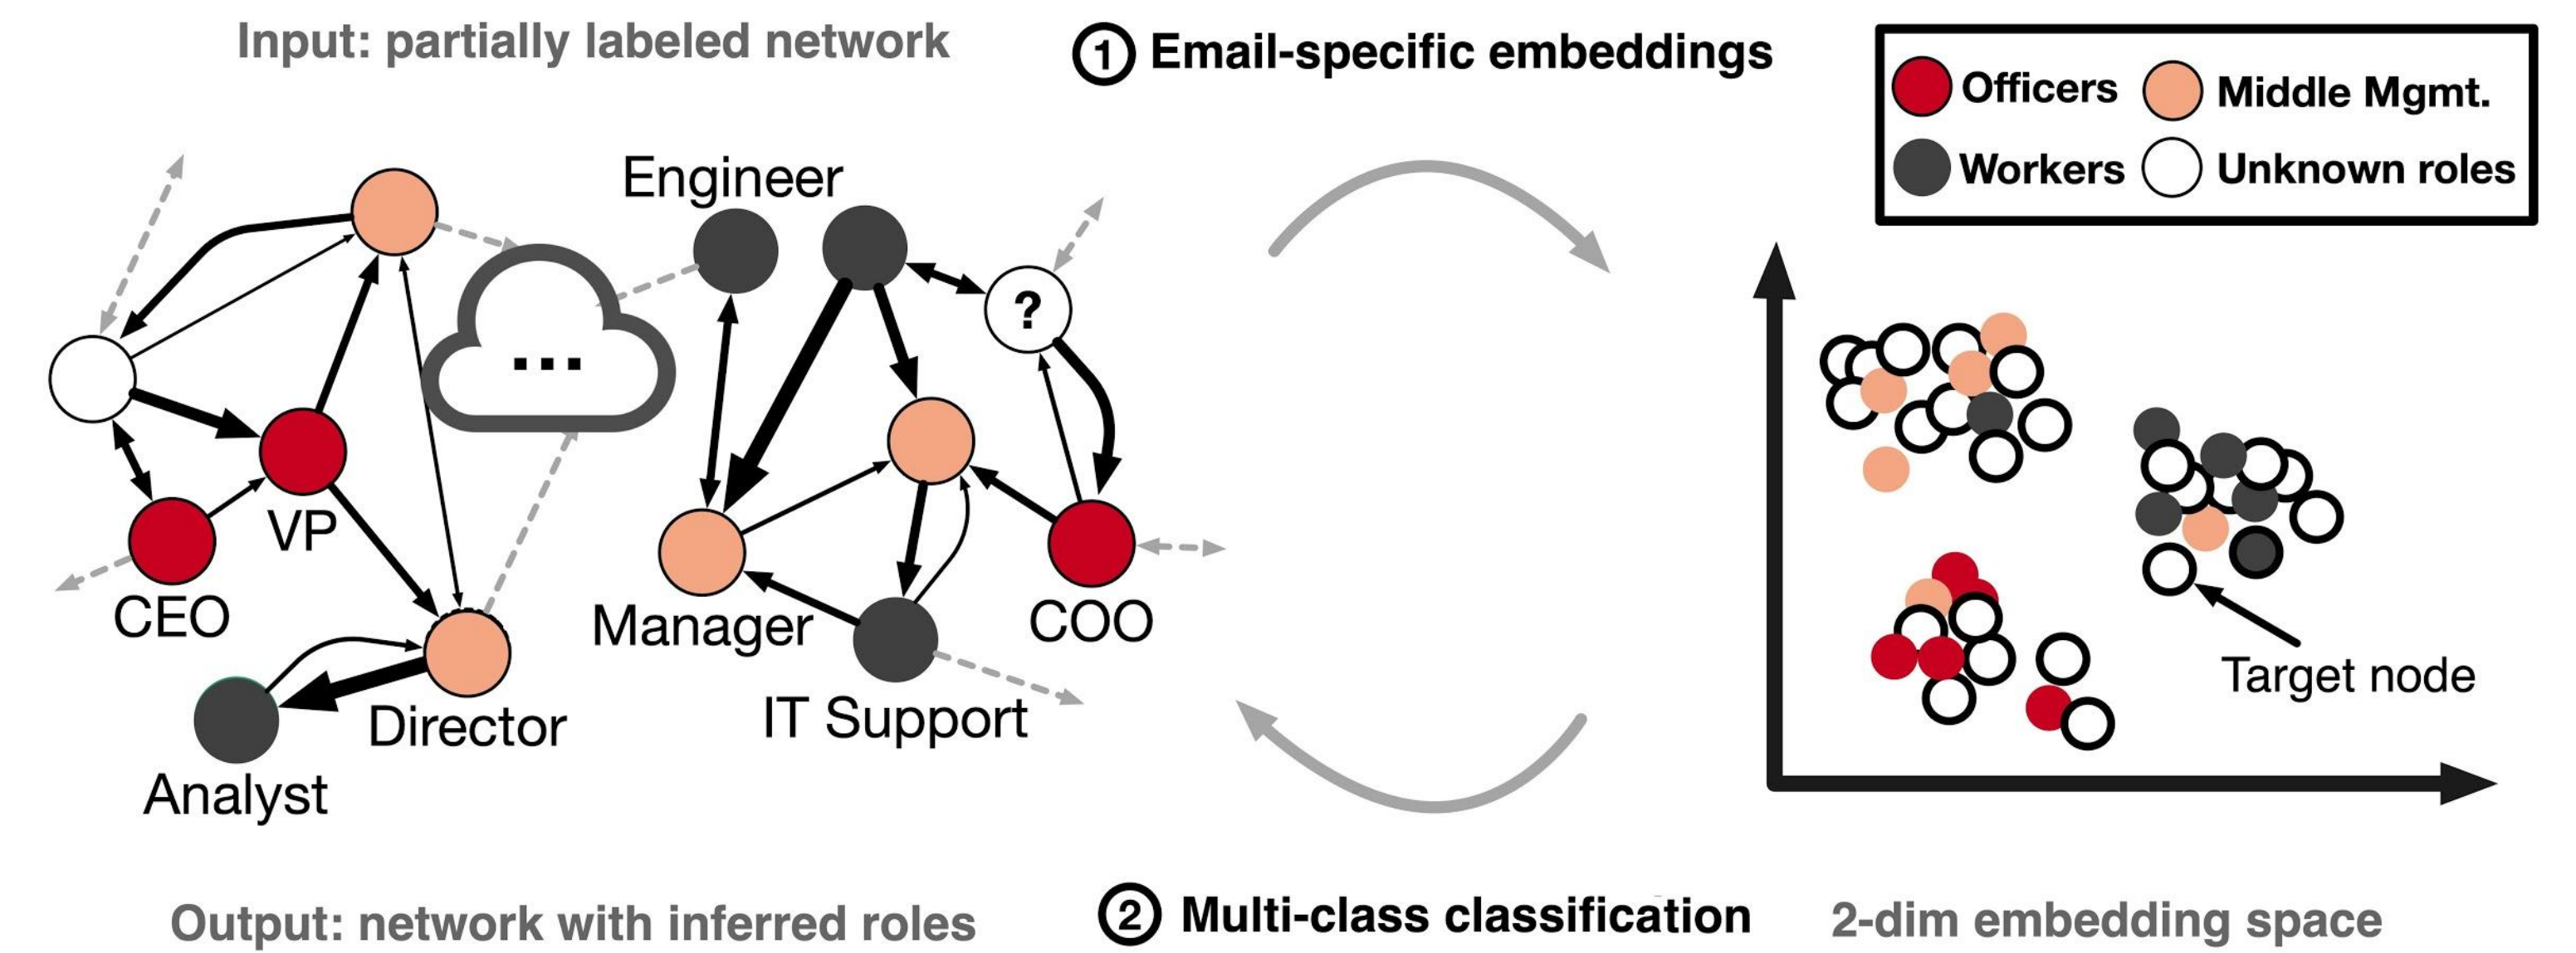 Input: partially labeled network
1 Email-specific embeddings
Officers
Middle Mgmt.
Workers
Unknown roles
Engineer
?
...
VP
CEO
Manager
COO
Director
IT Support
Analyst
Target node
Output: network with inferred roles
2 Multi-class classification
2-dim embedding space